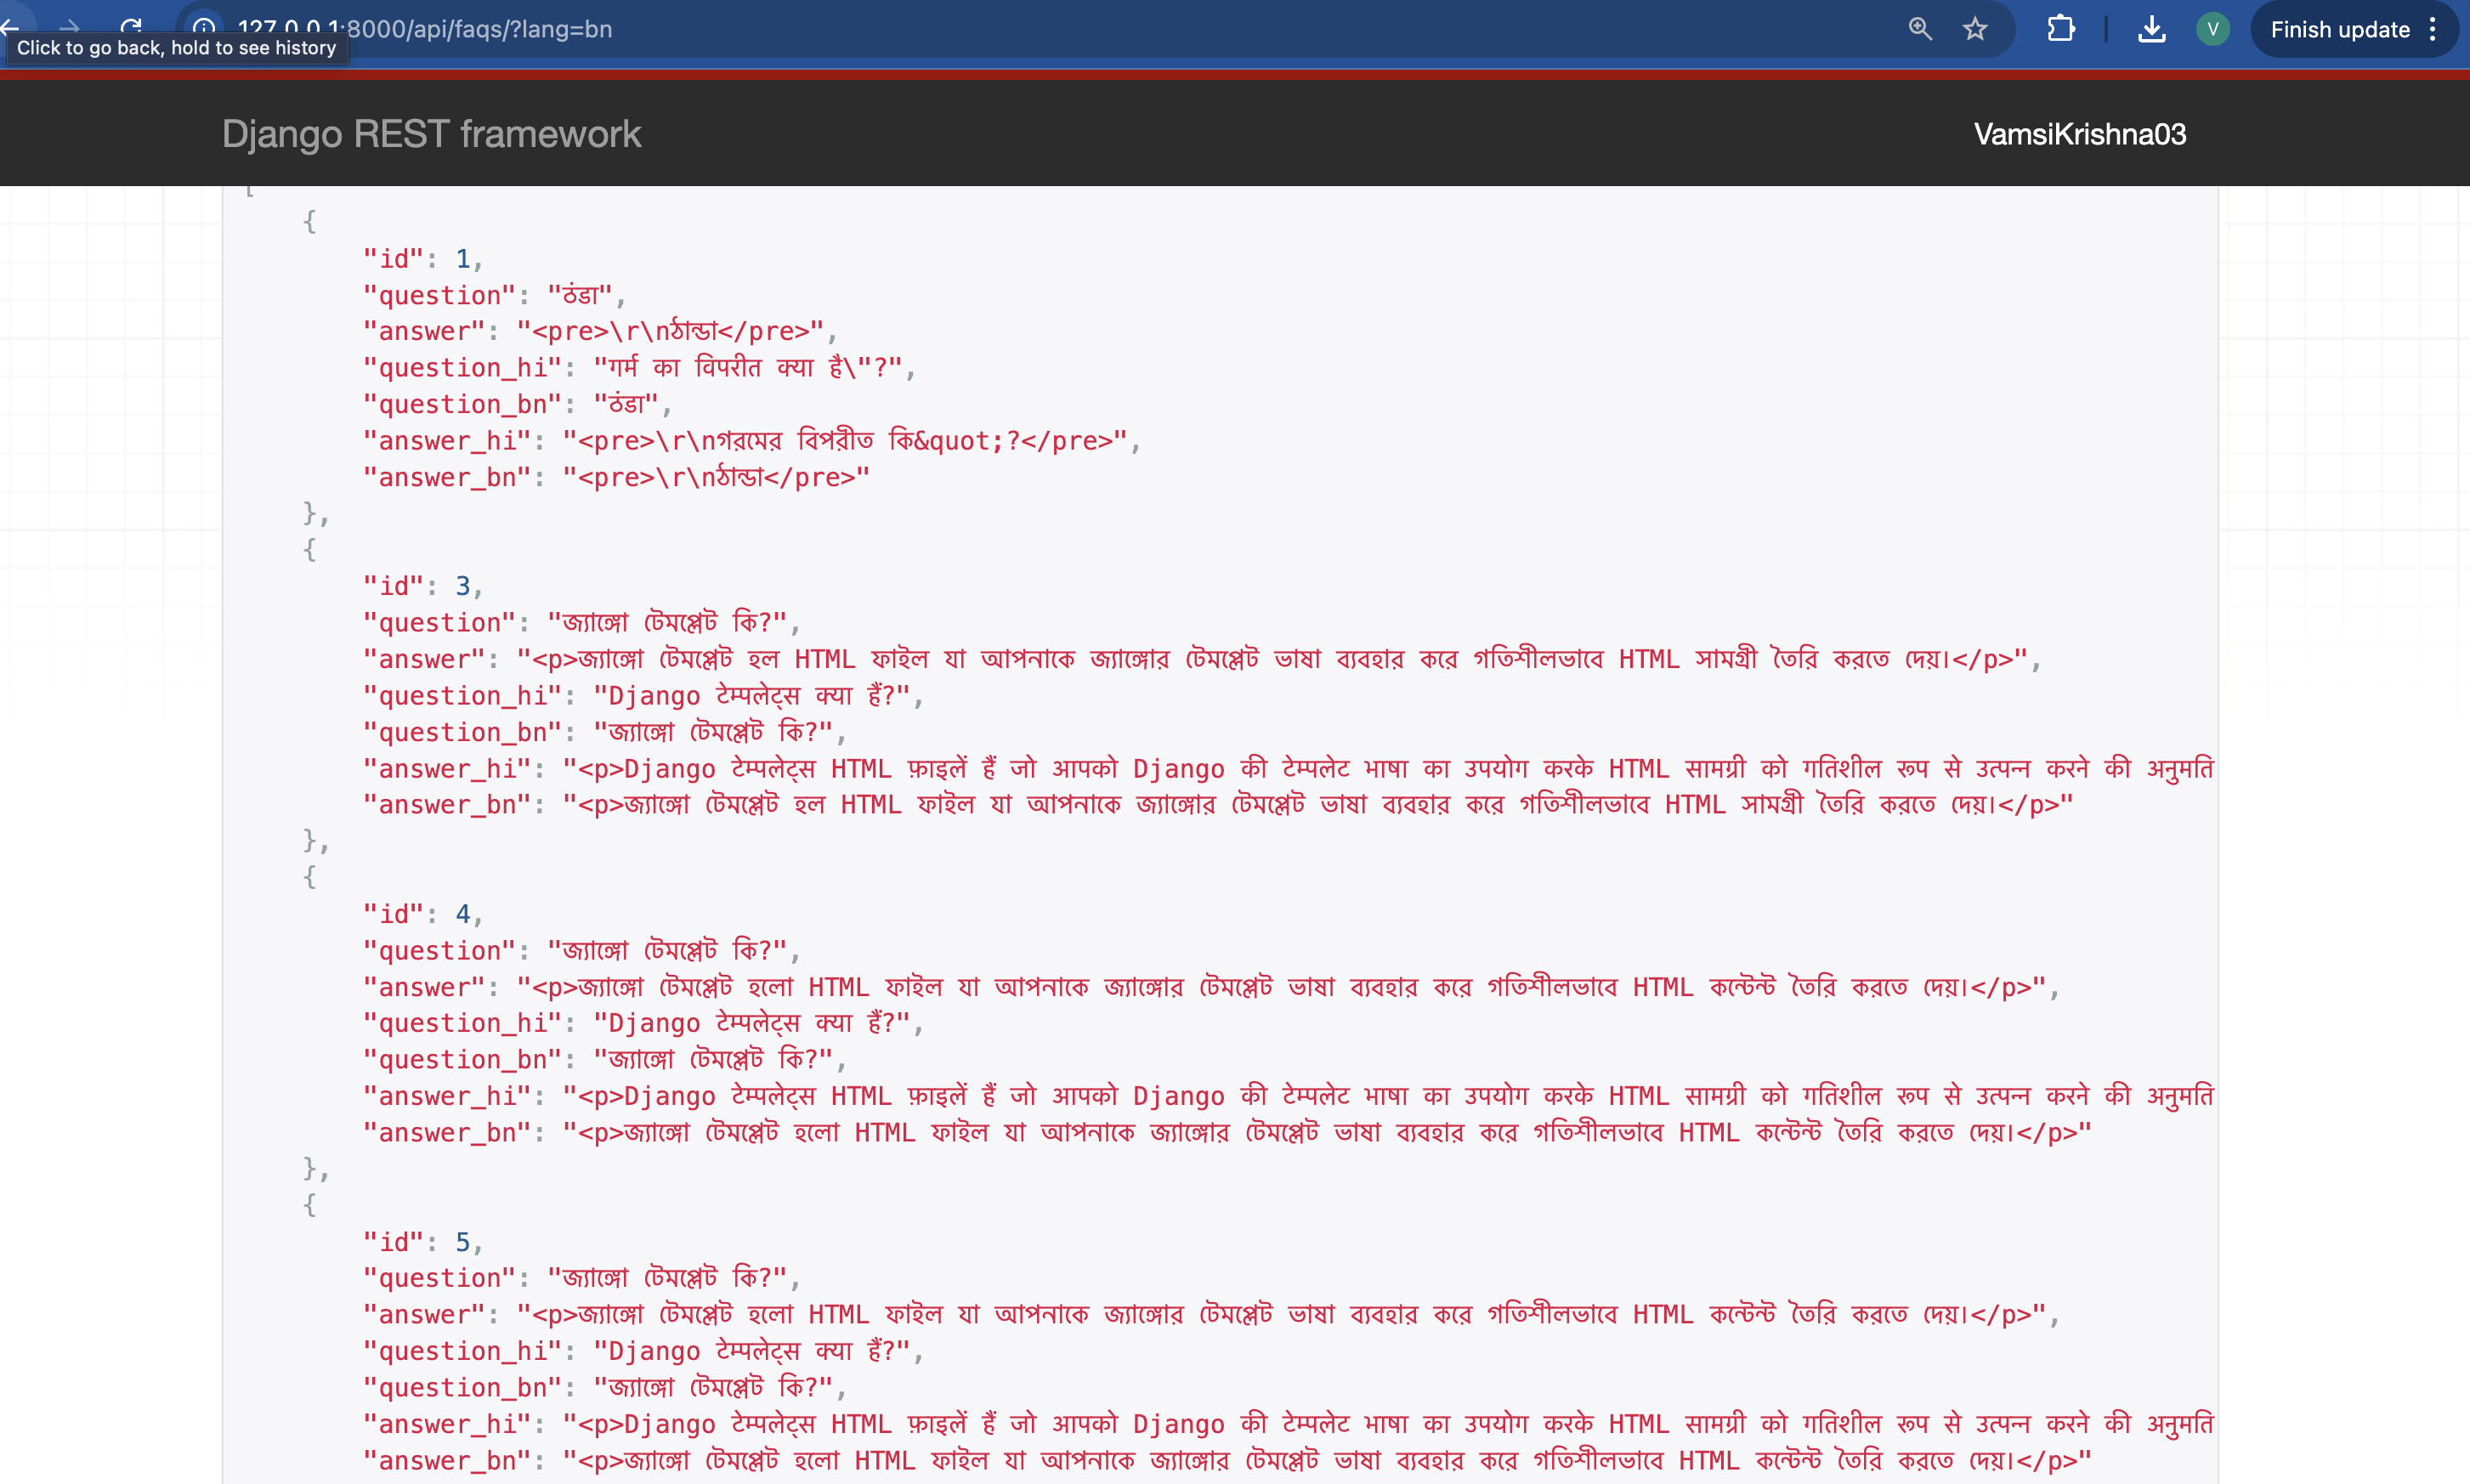 127.0.0.1:8000/api/faqs/?lang=bn
V
Finish update
Click to go back, hold to see history
Django REST framework
VamsiKrishna03
[
{
"id": 1,
"question": "ठंडा",
"answer": "<pre>\r\nঠান্ডা</pre>",
"question_hi": "गर्म का विपरीत क्या है\"?",
"question_bn": "ठंडा",
"answer_hi": "<pre>\r\nগরমের বিপরীত কি&quot;?</pre>",
"answer_bn": "<pre>\r\nঠান্ডা</pre>"
},
{
"id": 3,
"question": "জ্যাঙ্গো টেমপ্লেট কি?",
"answer": "<p>জ্যাঙ্গো টেমপ্লেট হল HTML ফাইল যা আপনাকে জ্যাঙ্গোর টেমপ্লেট ভাষা ব্যবহার করে গতিশীলভাবে HTML সামগ্রী তৈরি করতে দেয়।</p>",
"question_hi": "Django टेम्पलेट्स क्या हैं?",
"question_bn": "জ্যাঙ্গো টেমপ্লেট কি?",
"answer_hi": "<p>Django टेम्पलेट्स HTML फ़ाइलें हैं जो आपको Django की टेम्पलेट भाषा का उपयोग करके HTML सामग्री को गतिशील रूप से उत्पन्न करने की अनुमति
"answer_bn": "<p>জ্যাঙ্গো টেমপ্লেট হল HTML ফাইল যা আপনাকে জ্যাঙ্গোর টেমপ্লেট ভাষা ব্যবহার করে গতিশীলভাবে HTML সামগ্রী তৈরি করতে দেয়।</p>"
},
{
"id": 4,
"question": "জ্যাঙ্গো টেমপ্লেট কি?",
"answer": "<p>জ্যাঙ্গো টেমপ্লেট হলো HTML ফাইল যা আপনাকে জ্যাঙ্গোর টেমপ্লেট ভাষা ব্যবহার করে গতিশীলভাবে HTML কন্টেন্ট তৈরি করতে দেয়।</p>",
"question_hi": "Django टेम्पलेट्स क्या हैं?",
"question_bn": "জ্যাঙ্গো টেমপ্লেট কি?",
"answer_hi": "<p>Django टेम्पलेट्स HTML फ़ाइलें हैं जो आपको Django की टेम्पलेट भाषा का उपयोग करके HTML सामग्री को गतिशील रूप से उत्पन्न करने की अनुमति
"answer_bn": "<p>জ্যাঙ্গো টেমপ্লেট হলো HTML ফাইল যা আপনাকে জ্যাঙ্গোর টেমপ্লেট ভাষা ব্যবহার করে গতিশীলভাবে HTML কন্টেন্ট তৈরি করতে দেয়।</p>"
},
{
"id": 5,
"question": "জ্যাঙ্গো টেমপ্লেট কি?",
"answer": "<p>জ্যাঙ্গো টেমপ্লেট হলো HTML ফাইল যা আপনাকে জ্যাঙ্গোর টেমপ্লেট ভাষা ব্যবহার করে গতিশীলভাবে HTML কন্টেন্ট তৈরি করতে দেয়।</p>",
"question_hi": "Django टेम्पलेट्स क्या हैं?",
"question_bn": "জ্যাঙ্গো টেমপ্লেট কি?",
"answer_hi": "<p>Django टेम्पलेट्स HTML फ़ाइलें हैं जो आपको Django की टेम्पलेट भाषा का उपयोग करके HTML सामग्री को गतिशील रूप से उत्पन्न करने की अनुमति
"answer_bn": "<p>জ্যাঙ্গো টেমপ্লেট হলো HTML ফাইল যা আপনাকে জ্যাঙ্গোর টেমপ্লেট ভাষা ব্যবহার করে গতিশীলভাবে HTML কন্টেন্ট তৈরি করতে দেয়।</p>"